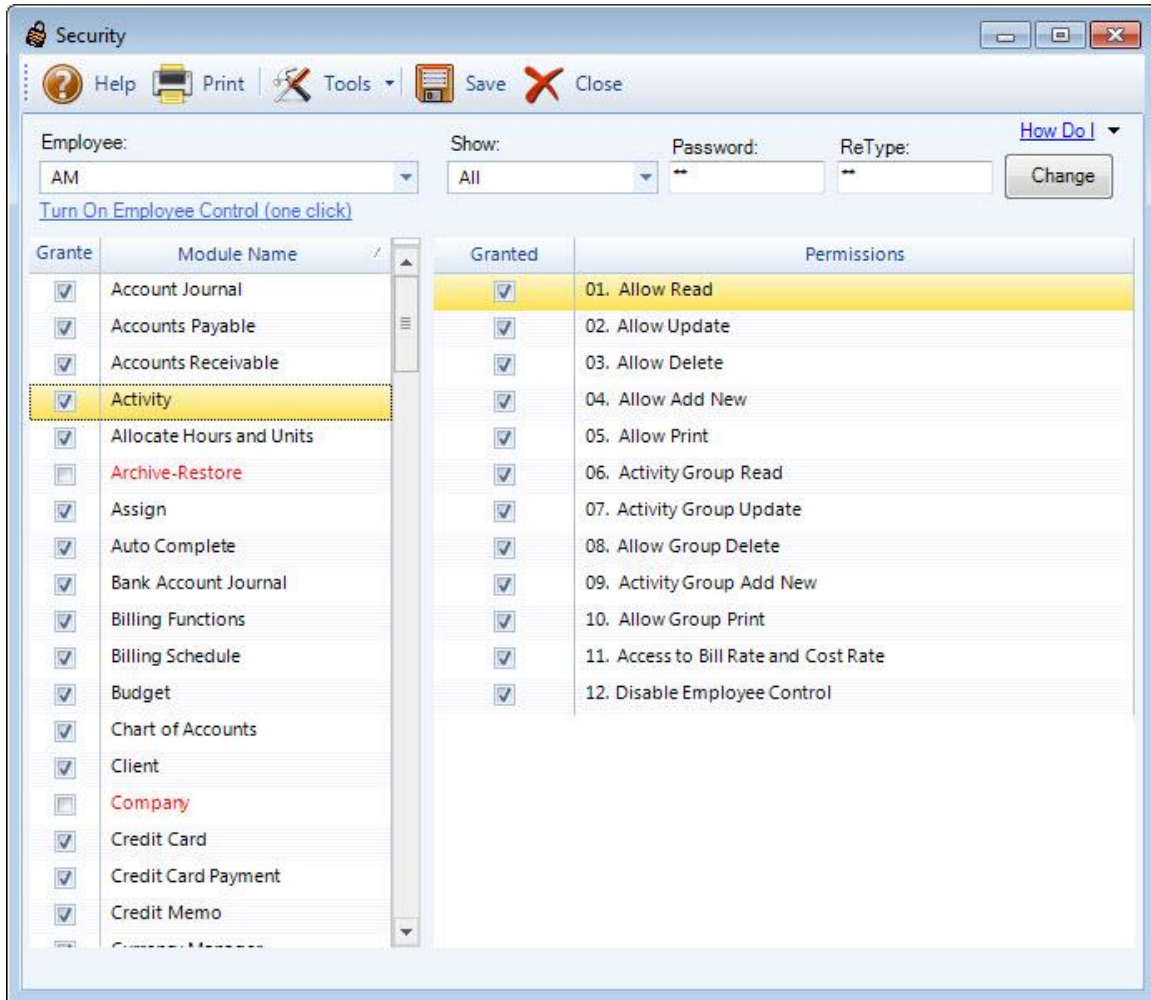 Security
Help Print Tools Save Close
How Do I
Employee: Show: Password: ReType:
AM All ** ** Change
Turn On Employee Control (one click)
Grante Module Name Granted Permissions
Account Journal 01. Allow Read
Accounts Payable 02. Allow Update
Accounts Receivable 03. Allow Delete
Activity 04. Allow Add New
Allocate Hours and Units 05. Allow Print
Archive-Restore 06. Activity Group Read
Assign 07. Activity Group Update
Auto Complete 08. Allow Group Delete
Bank Account Journal 09. Activity Group Add New
Billing Functions 10. Allow Group Print
Billing Schedule 11. Access to Bill Rate and Cost Rate
Budget 12. Disable Employee Control
Chart of Accounts
Client
Company
Credit Card
Credit Card Payment
Credit Memo
Currency Manager